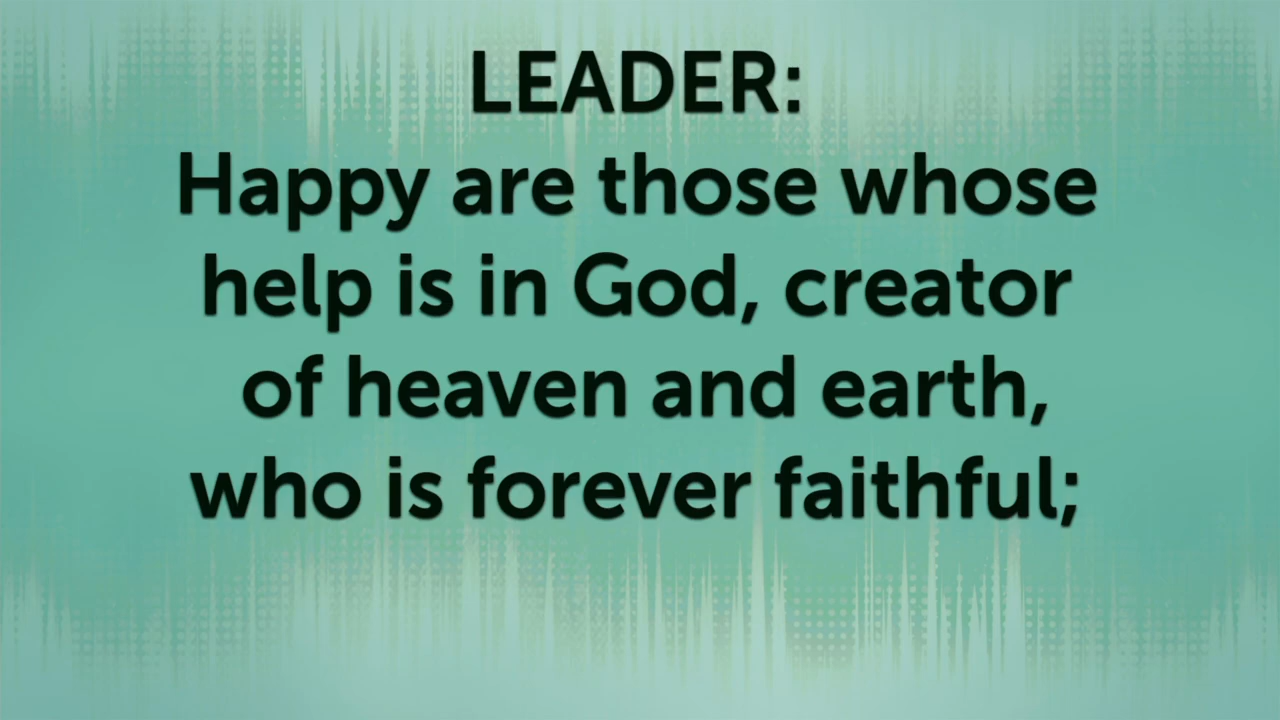 LEADER:
Happy are those whose
help is in God, creator
of heaven and earth,
who is forever faithful;